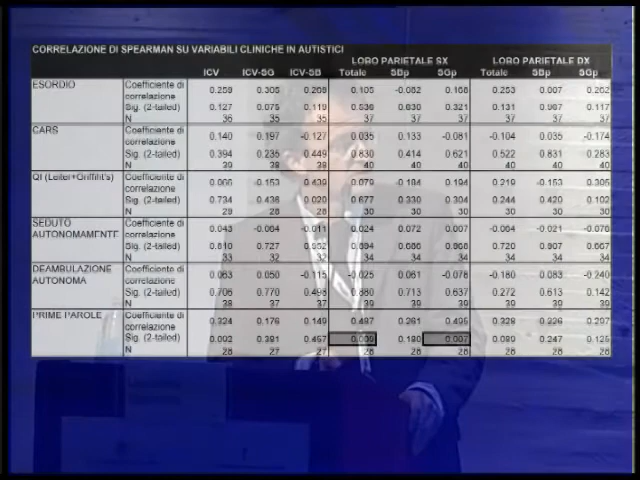 CORRELAZIONE DI SPEARMAN SU VARIABILI CLINICHE IN AUTISTICI
LOBO PARIETALE SX LOBO PARIETALE DX
ICV ICV-SG ICV-SB Totale SBp SGp Totale SBp SGp
ESORDIO Coefficiente di correlazione 0.259 0.305 0.269 0.105 -0.082 0.168 0.253 0.007 0.262
Sig. (2-tailed) 0.127 0.075 0.119 0.536 0.630 0.321 0.131 0.967 0.117
N 36 35 35 37 37 37 37 37 37
CARS Coefficiente di correlazione 0.140 0.197 -0.127 0.035 0.133 -0.081 -0.104 0.035 -0.174
Sig. (2-tailed) 0.394 0.235 0.449 0.830 0.414 0.621 0.522 0.831 0.283
N 39 38 38 40 40 40 40 40 40
QI (Leiter+Griffiht's) Coefficiente di correlazione 0.066 -0.153 0.439 0.079 -0.184 0.194 0.219 -0.153 0.305
Sig. (2-tailed) 0.734 0.436 0.020 0.677 0.330 0.304 0.244 0.420 0.102
N 29 28 28 30 30 30 30 30 30
SEDUTO AUTONOMAMENTE Coefficiente di correlazione 0.043 -0.064 -0.011 0.024 0.072 0.007 -0.064 -0.021 -0.076
Sig. (2-tailed) 0.810 0.727 0.952 0.894 0.686 0.968 0.720 0.907 0.667
N 33 32 32 34 34 34 34 34 34
DEAMBULAZIONE AUTONOMA Coefficiente di correlazione 0.063 0.050 -0.115 -0.025 0.061 -0.078 -0.180 0.083 -0.240
Sig. (2-tailed) 0.706 0.770 0.498 0.880 0.713 0.637 0.272 0.613 0.142
N 38 37 37 39 39 39 39 39 39
PRIME PAROLE Coefficiente di correlazione 0.324 0.176 0.149 0.487 0.261 0.495 0.328 0.226 0.297
Sig. (2-tailed) 0.092 0.381 0.457 0.009 0.180 0.007 0.089 0.247 0.125
N 28 27 27 28 28 28 28 28 28